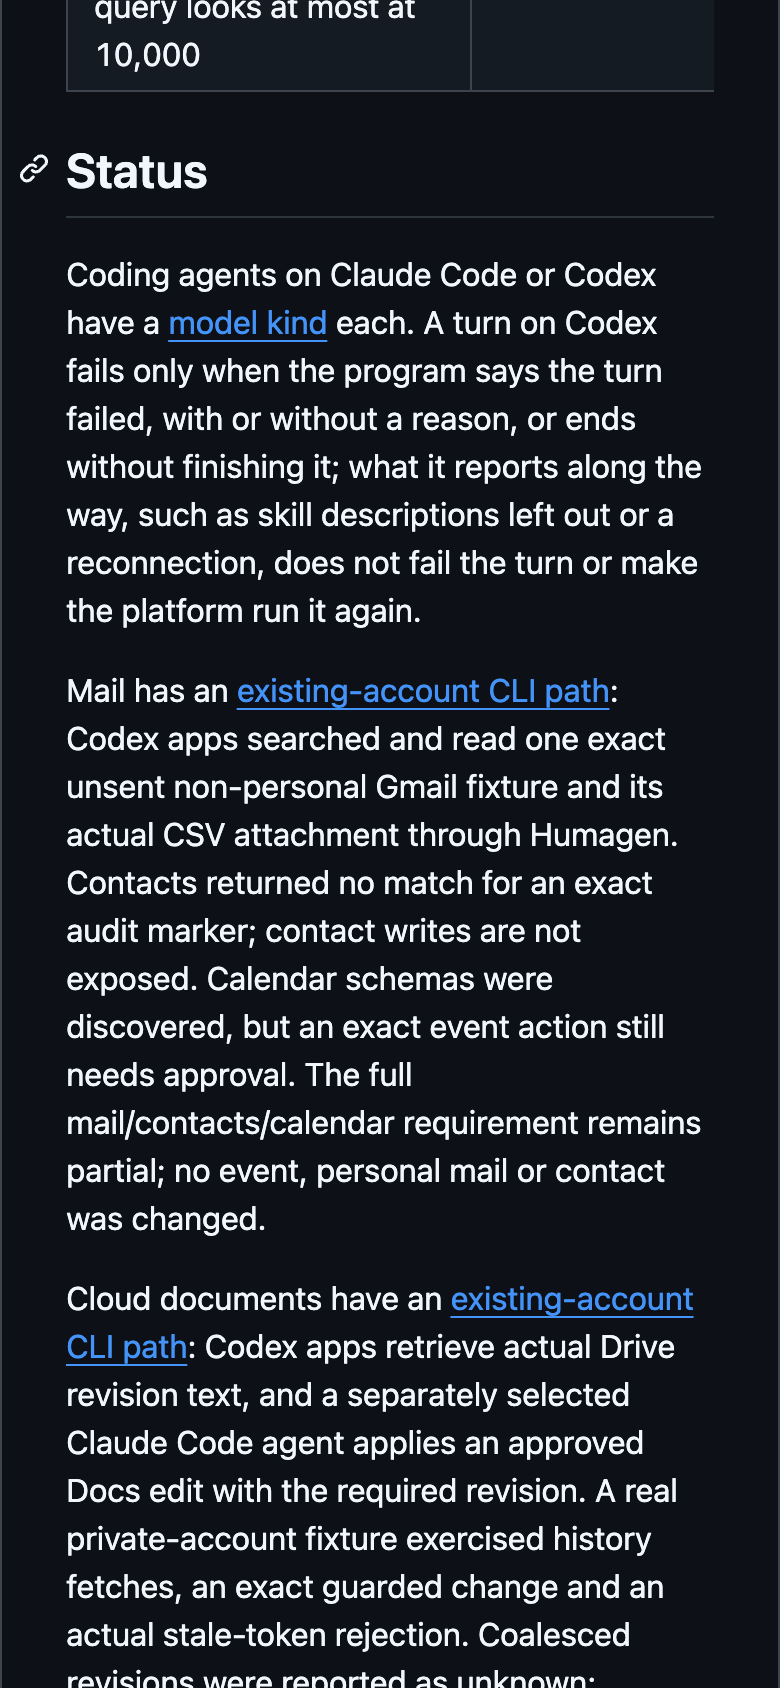 query looks at most at
10,000
Status
Coding agents on Claude Code or Codex
have a model kind each. A turn on Codex
fails only when the program says the turn
failed, with or without a reason, or ends
without finishing it; what it reports along the
way, such as skill descriptions left out or a
reconnection, does not fail the turn or make
the platform run it again.
Mail has an existing-account CLI path:
Codex apps searched and read one exact
unsent non-personal Gmail fixture and its
actual CSV attachment through Humagen.
Contacts returned no match for an exact
audit marker; contact writes are not
exposed. Calendar schemas were
discovered, but an exact event action still
needs approval. The full
mail/contacts/calendar requirement remains
partial; no event, personal mail or contact
was changed.
Cloud documents have an existing-account
CLI path: Codex apps retrieve actual Drive
revision text, and a separately selected
Claude Code agent applies an approved
Docs edit with the required revision. A real
private-account fixture exercised history
fetches, an exact guarded change and an
actual stale-token rejection. Coalesced
revisions were reported as unknown;